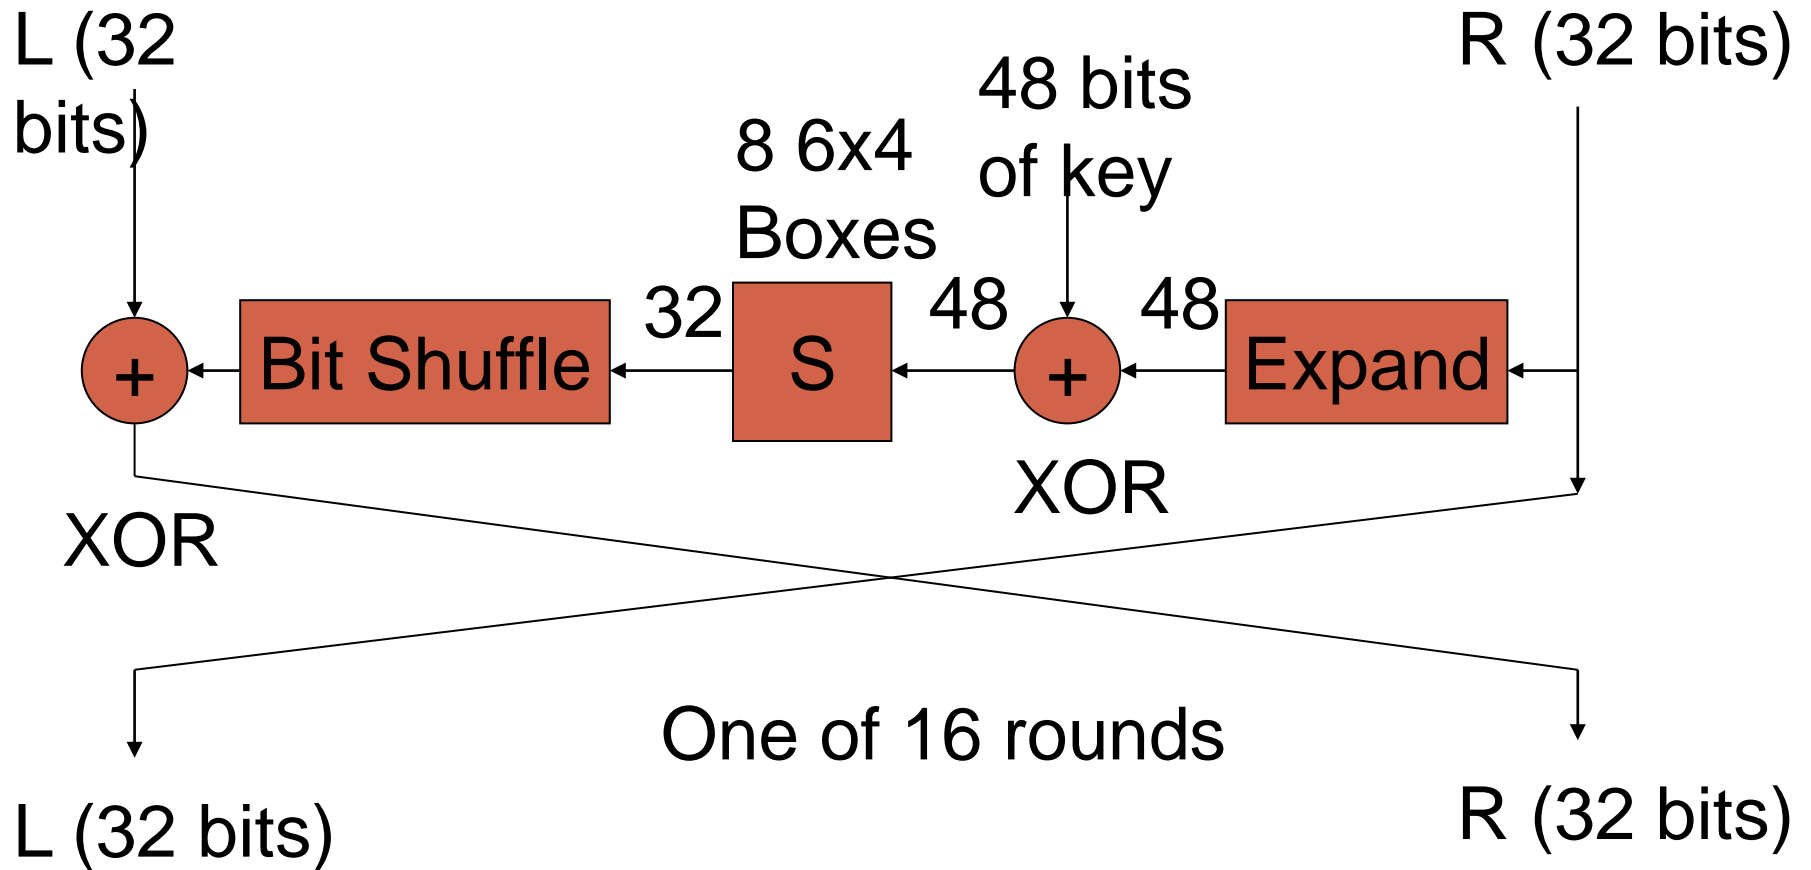 L (32
bits)
R (32 bits)
48 bits
of key
8 6x4
Boxes
32
48
48
+
Bit Shuffle
S
+
Expand
XOR
XOR
One of 16 rounds
L (32 bits)
R (32 bits)